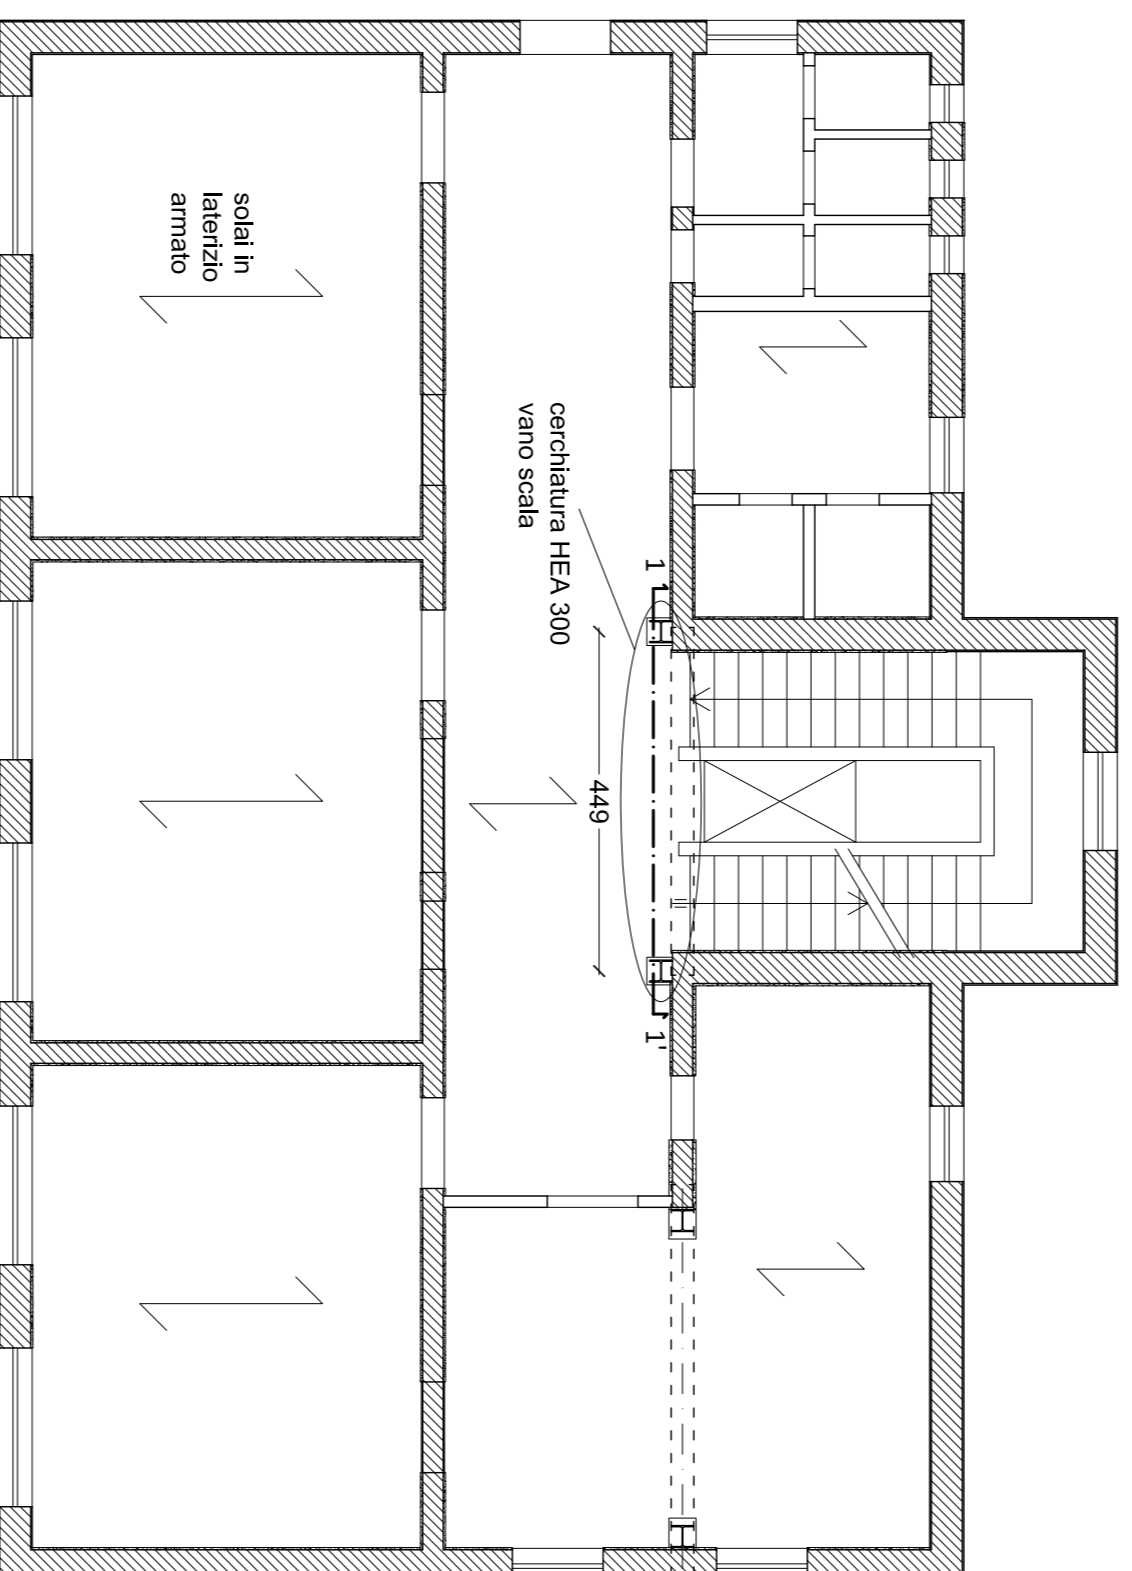 solai in
laterizio
armato
cerchiatura HEA 300
vano scala
1
449
1'